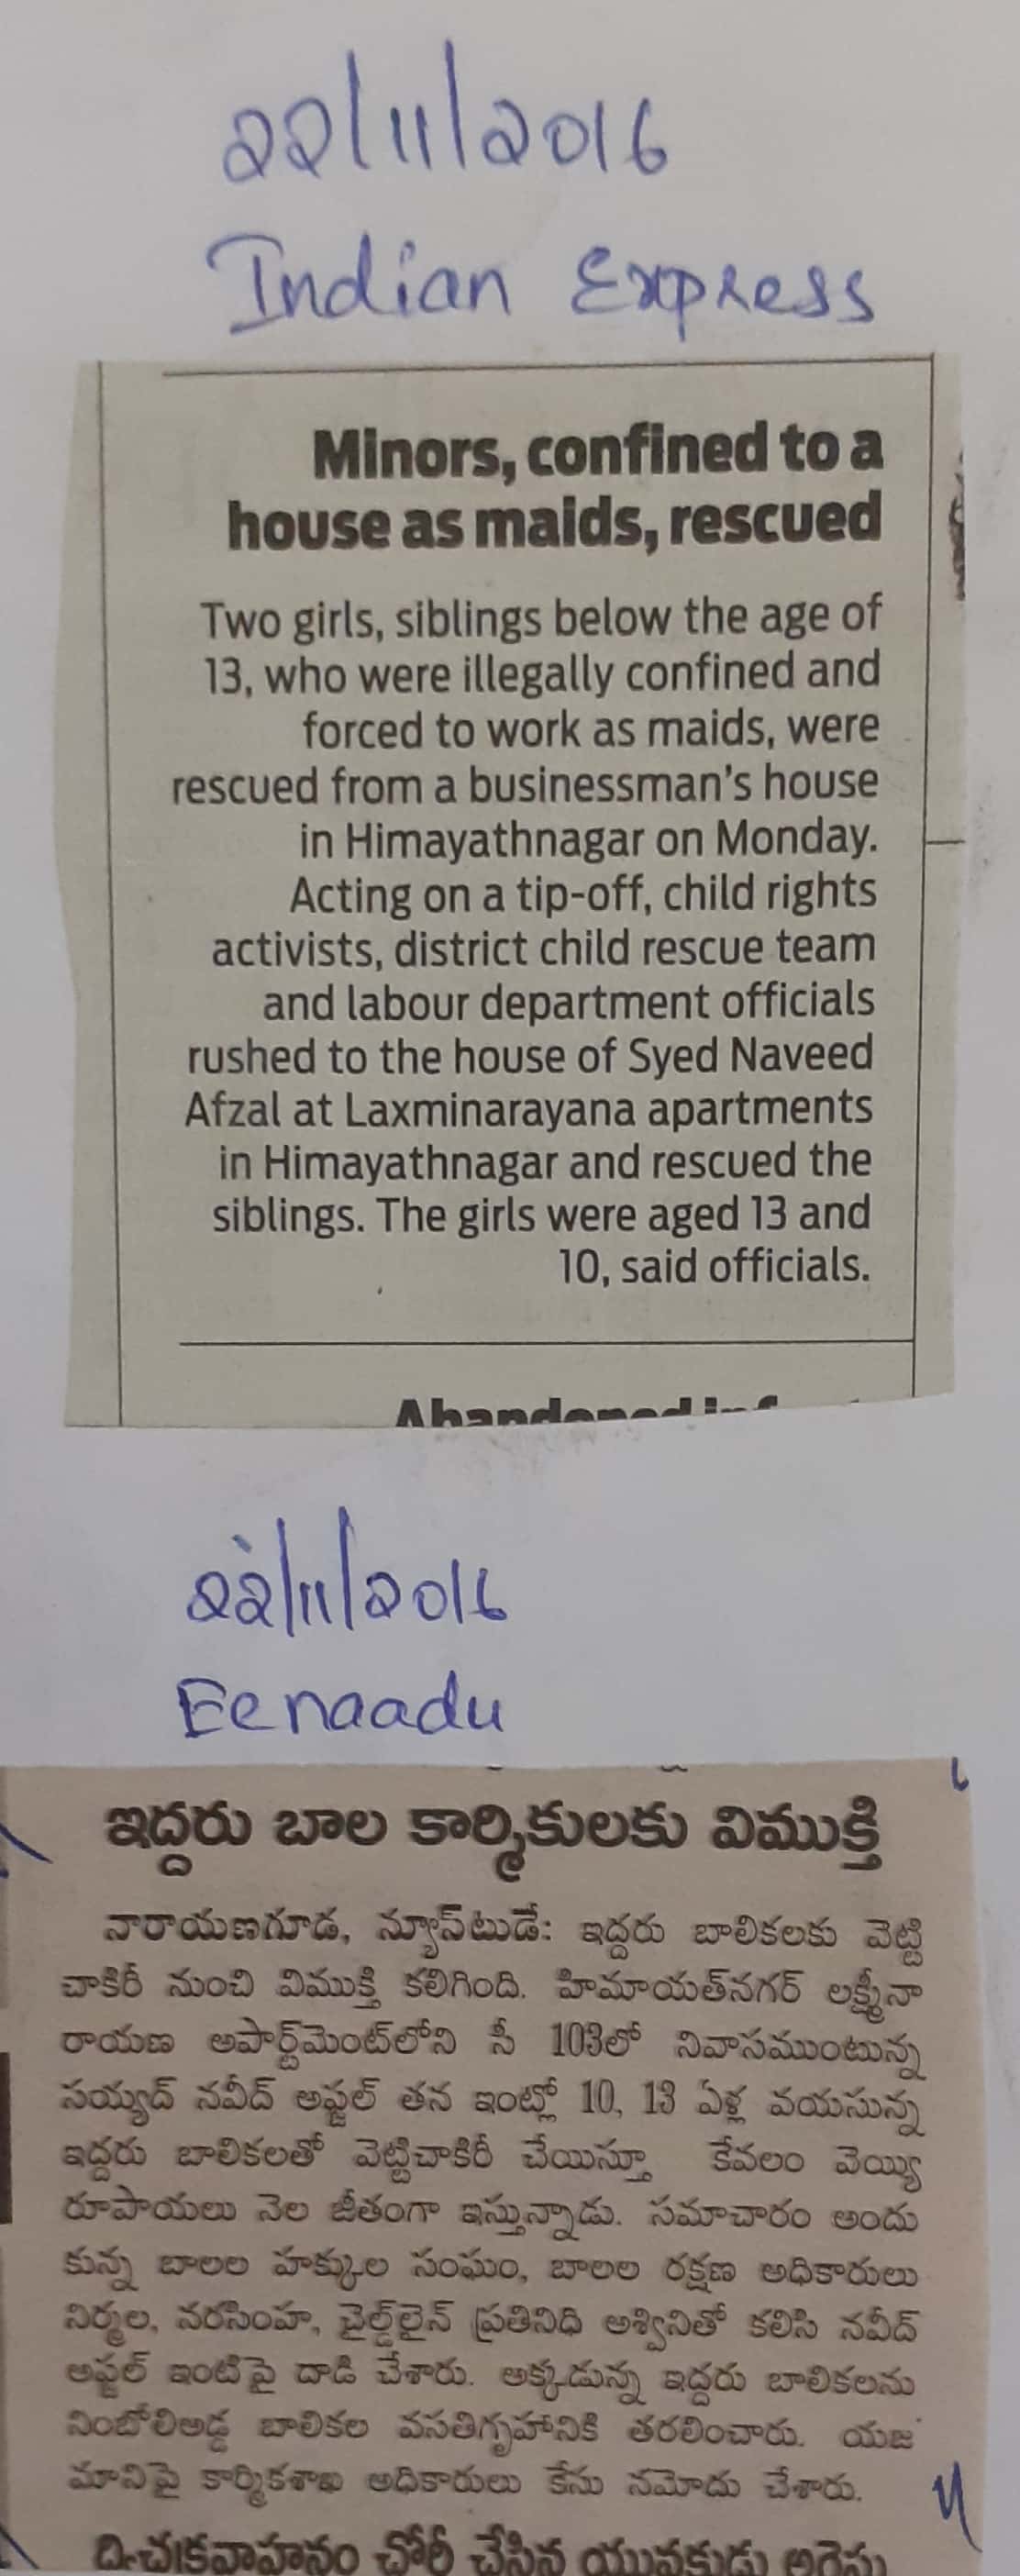 22/11/2016
Indian Express
Minors, confined to a
house as maids, rescued
Two girls, siblings below the age of
13, who were illegally confined and
forced to work as maids, were
rescued from a businessman's house
in Himayathnagar on Monday.
Acting on a tip-off, child rights
activists, district child rescue team
and labour department officials
rushed to the house of Syed Naveed
Afzal at Laxminarayana apartments
in Himayathnagar and rescued the
siblings. The girls were aged 13 and
10, said officials.
22/11/2016
Eenaadu
ఇద్దరు బాల కార్మికులకు విముక్తి
నారాయణగూడ, న్యూస్‌టుడే: ఇద్దరు బాలికలకు వెట్టి
చాకిరీ నుంచి విముక్తి కలిగింది. హిమాయత్‌నగర్ లక్ష్మీనా
రాయణ అపార్ట్‌మెంట్‌లోని సీ 103లో నివాసముంటున్న
సయ్యద్ నవీద్ అఫ్జల్ తన ఇంట్లో 10, 13 ఏళ్ల వయసున్న
ఇద్దరు బాలికలతో వెట్టిచాకిరీ చేయిస్తూ కేవలం వెయ్యి
రూపాయలు నెల జీతంగా ఇస్తున్నాడు. సమాచారం అందు
కున్న బాలల హక్కుల సంఘం, బాలల రక్షణ అధికారులు
నిర్మల, నరసింహ, చైల్డ్‌లైన్ ప్రతినిధి అశ్వినితో కలిసి నవీద్
అఫ్జల్ ఇంటిపై దాడి చేశారు. అక్కడున్న ఇద్దరు బాలికలను
నింబోలిఅడ్డ బాలికల వసతిగృహానికి తరలించారు. యజ
మానిపై కార్మికశాఖ అధికారులు కేసు నమోదు చేశారు.
ద్విచక్రవాహనం చోరీ చేసిన యువకుడు అరెస్టు